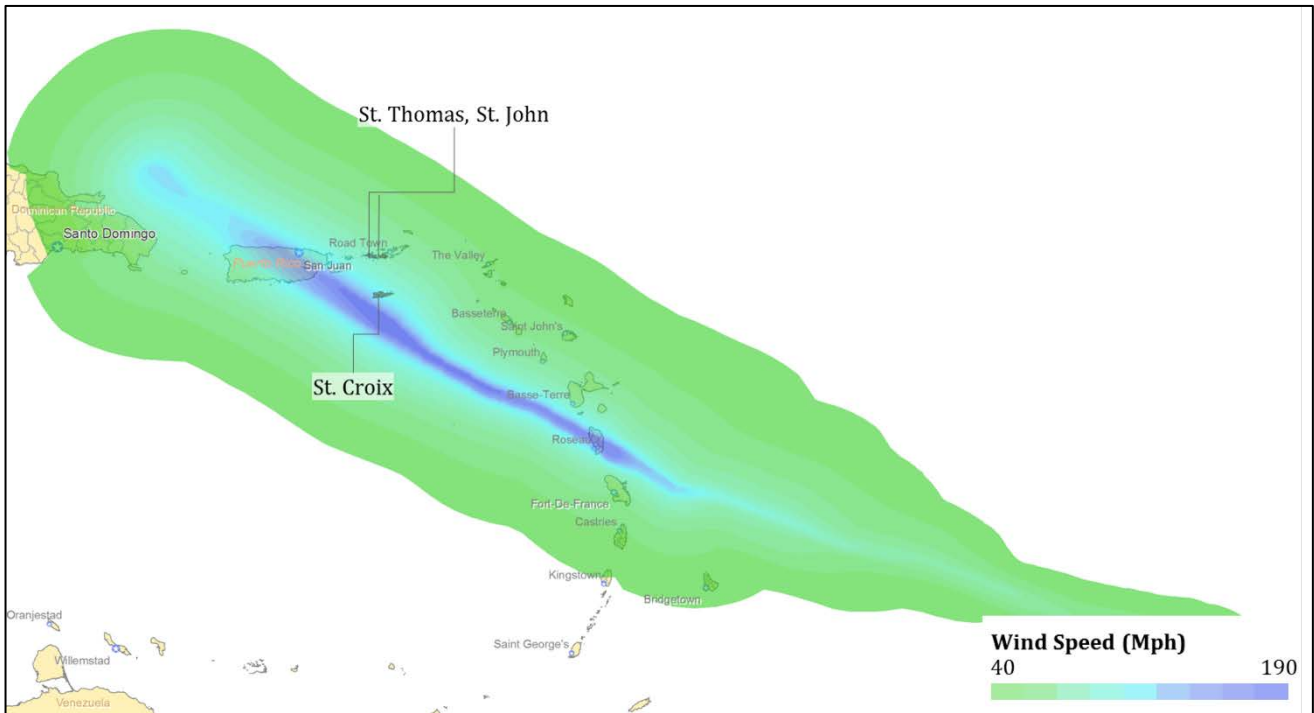 St. Thomas, St. John
Dominican Republic
Santo Domingo
Road Town
The Valley
Puerto Rico
San Juan
Basseterre
Saint John's
Plymouth
St. Croix
Basse-Terre
Roseau
Fort-De-France
Castries
Kingstown
Bridgetown
Oranjestad
Saint George's
Willemstad
Venezuela
Wind Speed (Mph)
40 190